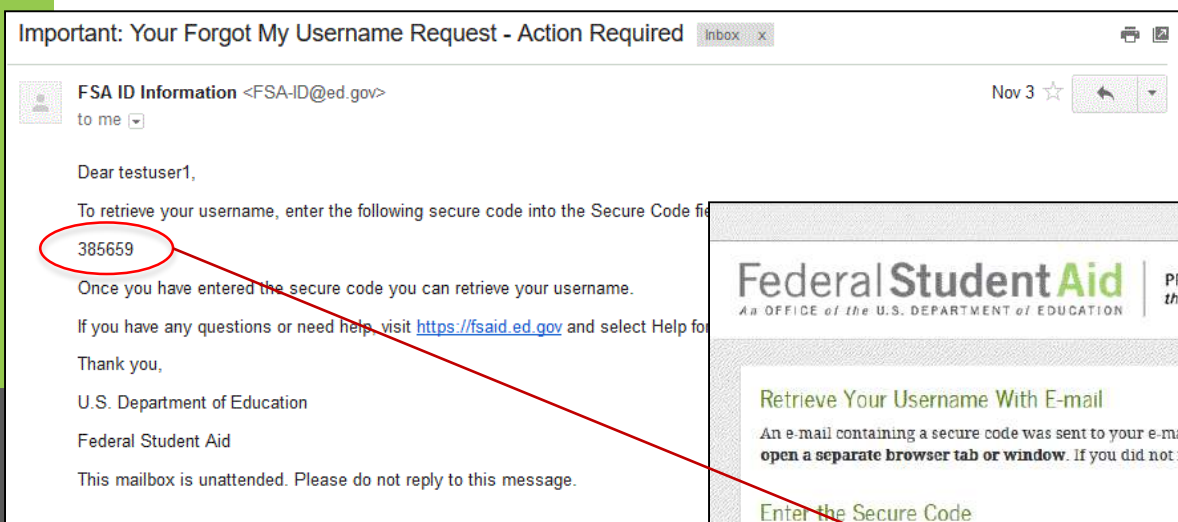 Important: Your Forgot My Username Request - Action Required Inbox x
FSA ID Information <FSA-ID@ed.gov> Nov 3
to me
Dear testuser1,
To retrieve your username, enter the following secure code into the Secure Code
385659
Once you have entered the secure code you can retrieve your username.
If you have any questions or need help, visit https://fsaid.ed.gov and select Help for
Thank you,
U.S. Department of Education
Federal Student Aid
This mailbox is unattended. Please do not reply to this message.
Federal Student Aid
An OFFICE of the U.S. DEPARTMENT of EDUCATION
Retrieve Your Username With E-mail
An e-mail containing a secure code was sent to your
open a separate browser tab or window. If you did not
Enter the Secure Code